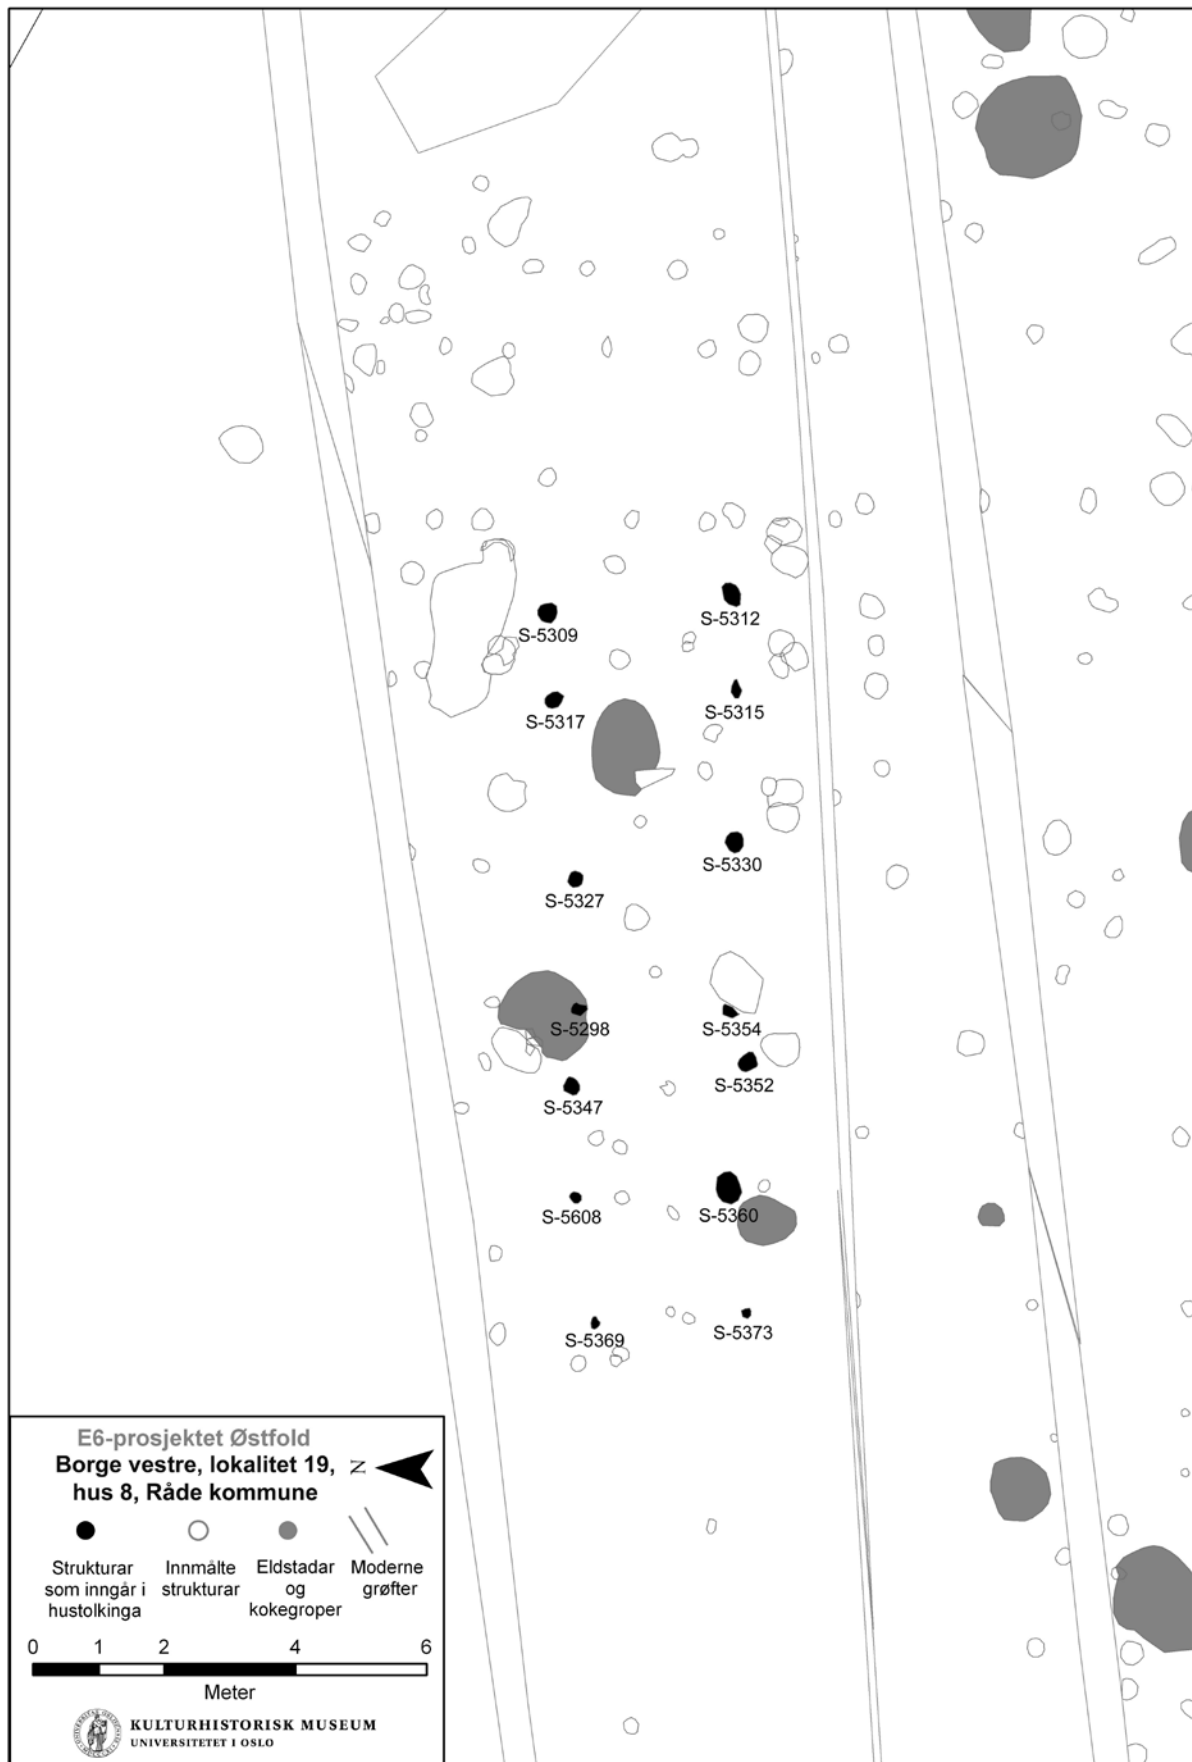 S-5312
S-5309
S-5315
S-5317
S-5330
S-5327
S-5298
S-5354
S-5352
S-5347
S-5608
S-5360
S-5373
S-5369
E6-prosjektet Østfold
Borge vestre, lokalitet 19,
hus 8, Råde kommune
N
Strukturar
som inngår i
hustolkinga
Innmålte
strukturar
Eldstadar
og
kokegroper
Moderne
grøfter
0 1 2 4 6
Meter
KULTURHISTORISK MUSEUM
UNIVERSITETET I OSLO